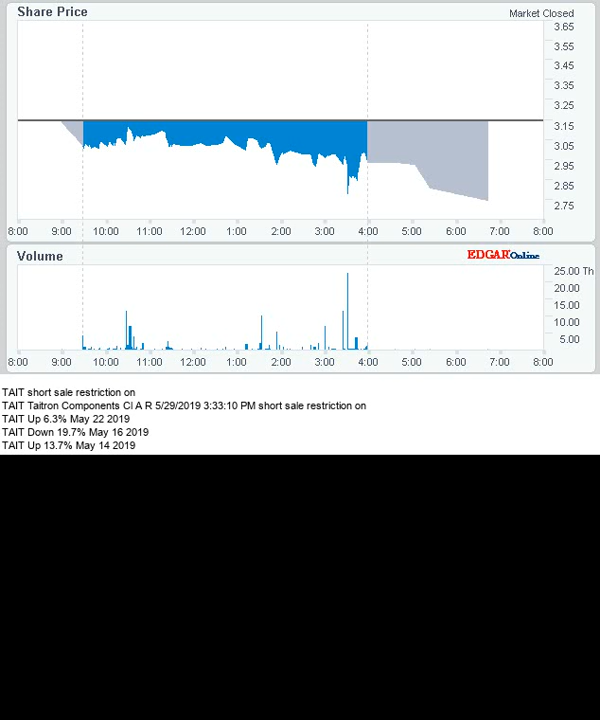 Share Price
Market Closed
3.65
3.55
3.45
3.35
3.25
3.15
3.05
2.95
2.85
2.75
8:00 9:00 10:00 11:00 12:00 1:00 2:00 3:00 4:00 5:00 6:00 7:00 8:00
Volume
EDGAR Online
25.00 Th
20.00
15.00
10.00
5.00
8:00 9:00 10:00 11:00 12:00 1:00 2:00 3:00 4:00 5:00 6:00 7:00 8:00
TAIT short sale restriction on
TAIT Taitron Components Cl A R 5/29/2019 3:33:10 PM short sale restriction on
TAIT Up 6.3% May 22 2019
TAIT Down 19.7% May 16 2019
TAIT Up 13.7% May 14 2019